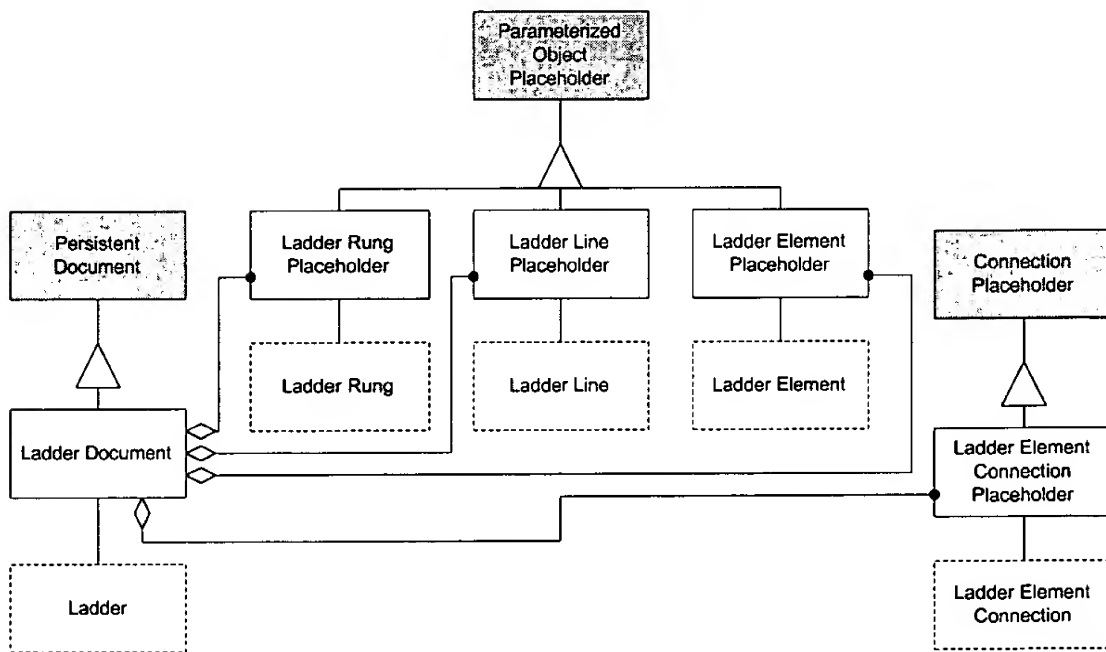 Parameterized
Object
Placeholder
Persistent
Document
Ladder Rung
Placeholder
Ladder Line
Placeholder
Ladder Element
Placeholder
Connection
Placeholder
Ladder Rung
Ladder Line
Ladder Element
Ladder Document
Ladder Element
Connection
Placeholder
Ladder
Ladder Element
Connection